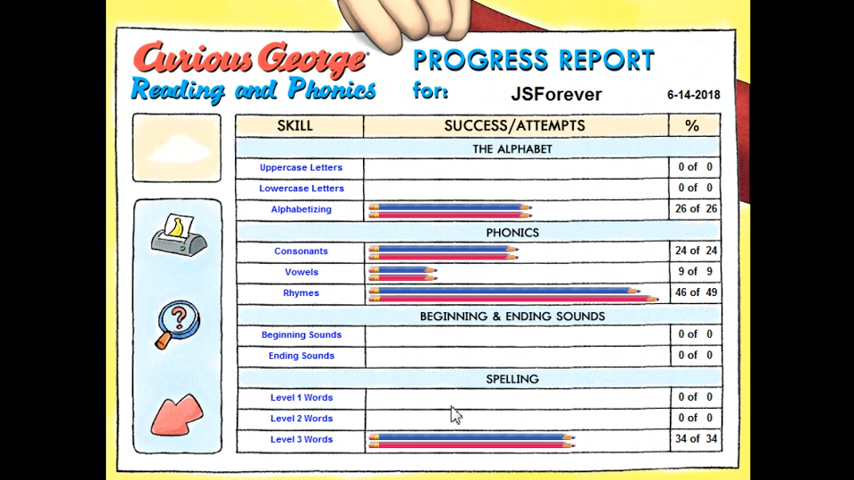 Curious George
Reading and Phonics
PROGRESS REPORT
for: JSForever 6-14-2018
SKILL SUCCESS/ATTEMPTS %
THE ALPHABET
Uppercase Letters 0 of 0
Lowercase Letters 0 of 0
Alphabetizing 26 of 26
PHONICS
Consonants 24 of 24
Vowels 9 of 9
Rhymes 46 of 49
BEGINNING & ENDING SOUNDS
Beginning Sounds 0 of 0
Ending Sounds 0 of 0
SPELLING
Level 1 Words 0 of 0
Level 2 Words 0 of 0
Level 3 Words 34 of 34